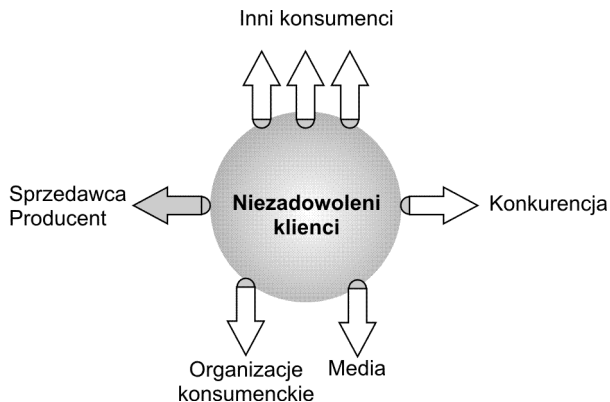 Inni konsumenci
Sprzedawca
Producent
Niezadowoleni
klienci
Konkurencja
Organizacje
konsumenckie
Media